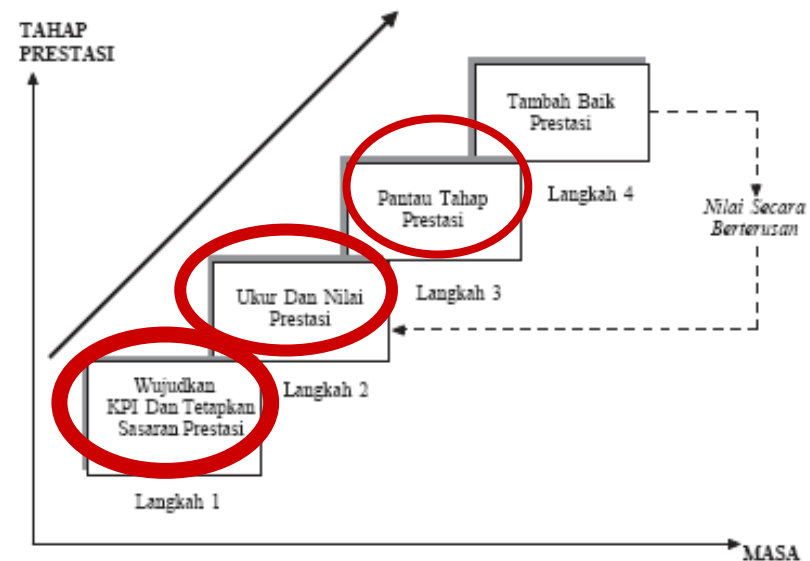 TAHAP
PRESTASI
Tambah Baik
Prestasi
Langkah 4
Nilai Secara
Berterusan
Pantau Tahap
Prestasi
Langkah 3
Ukur Dan Nilai
Prestasi
Langkah 2
Wujudkan
KPI Dan Tetapkan
Sasaran Prestasi
Langkah 1
MASA